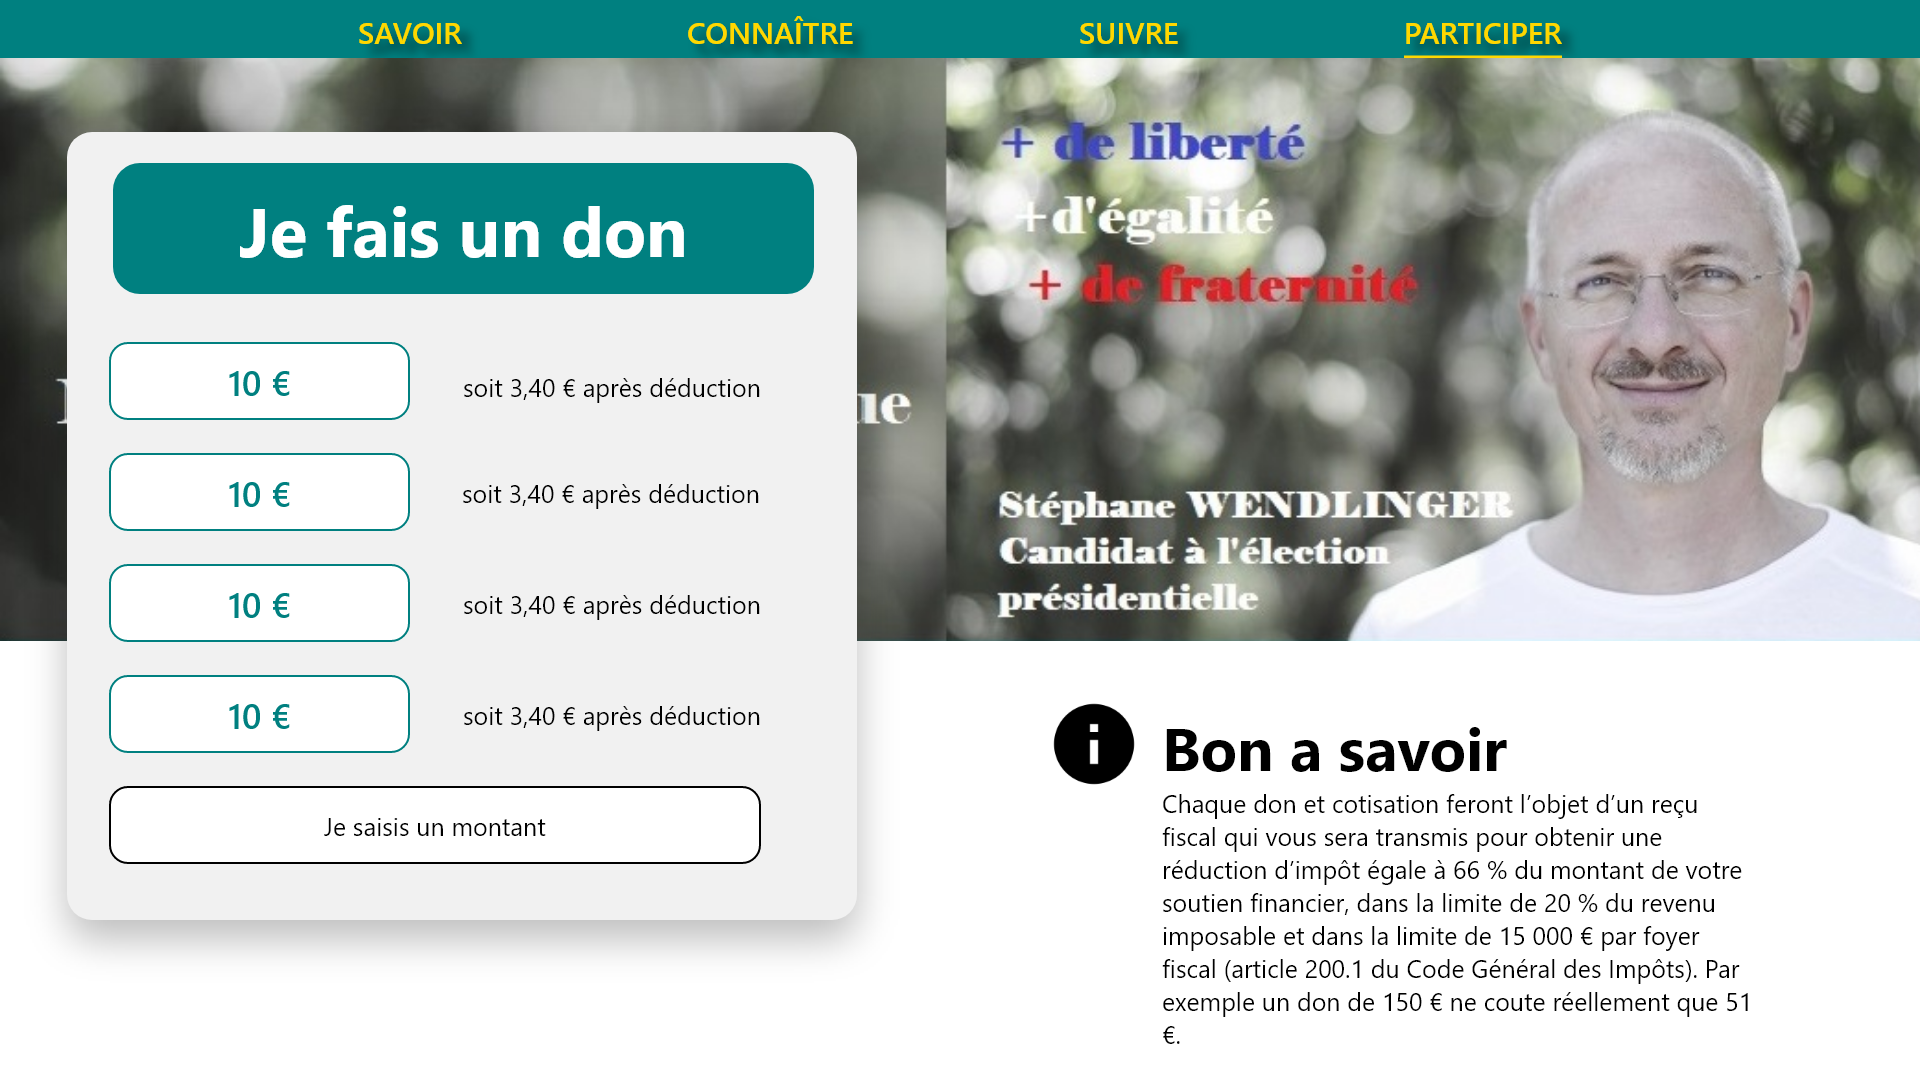 SAVOIR CONNAÎTRE SUIVRE PARTICIPER
Je fais un don
10 € soit 3,40 € après déduction
10 € soit 3,40 € après déduction
10 € soit 3,40 € après déduction
10 € soit 3,40 € après déduction
Je saisis un montant
+ de liberté
+d'égalité
+ de fraternité
Stéphane WENDLINGER
Candidat à l'élection
présidentielle
i
Bon a savoir
Chaque don et cotisation feront l’objet d’un reçu
fiscal qui vous sera transmis pour obtenir une
réduction d’impôt égale à 66 % du montant de votre
soutien financier, dans la limite de 20 % du revenu
imposable et dans la limite de 15 000 € par foyer
fiscal (article 200.1 du Code Général des Impôts). Par
exemple un don de 150 € ne coute réellement que 51
€.